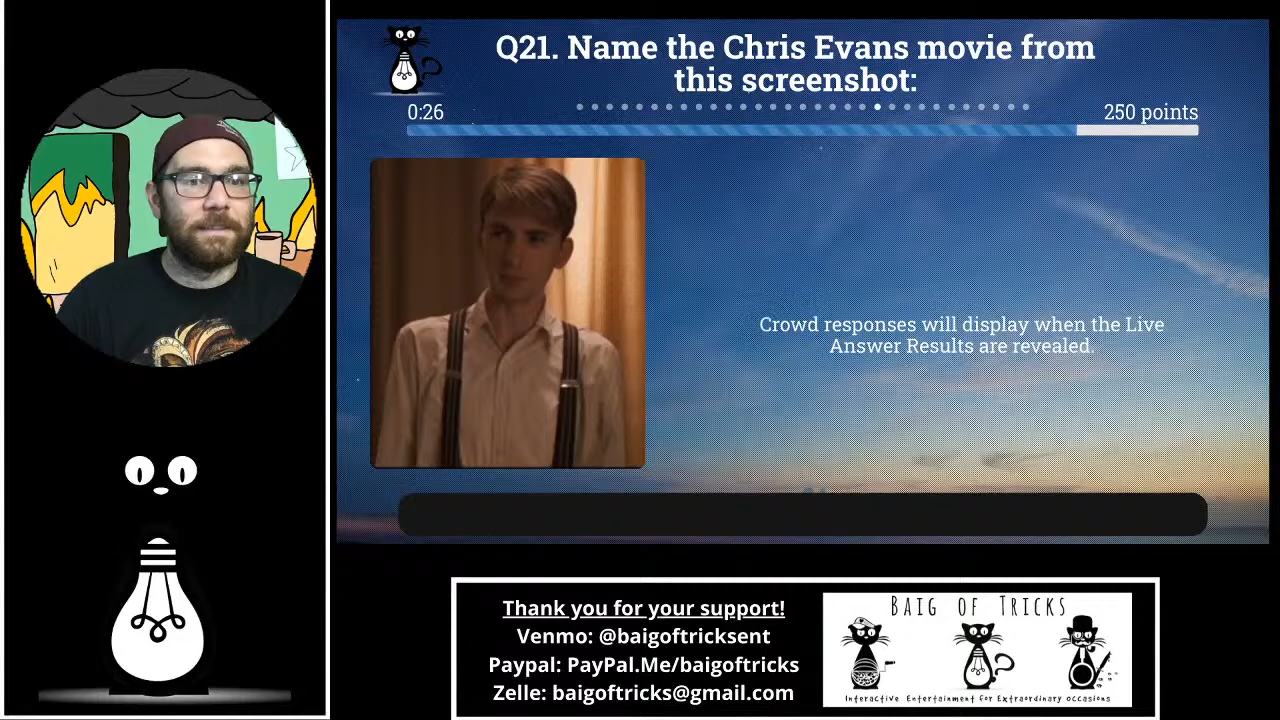 Q21. Name the Chris Evans movie from
this screenshot:
0:26
250 points
Crowd responses will display when the Live
Answer Results are revealed.
Thank you for your support!
Venmo: @baigoftricksent
Paypal: PayPal.Me/baigoftricks
Zelle: baigoftricks@gmail.com
BAIG OF TRICKS
Interactive Entertainment for Extraordinary occasions